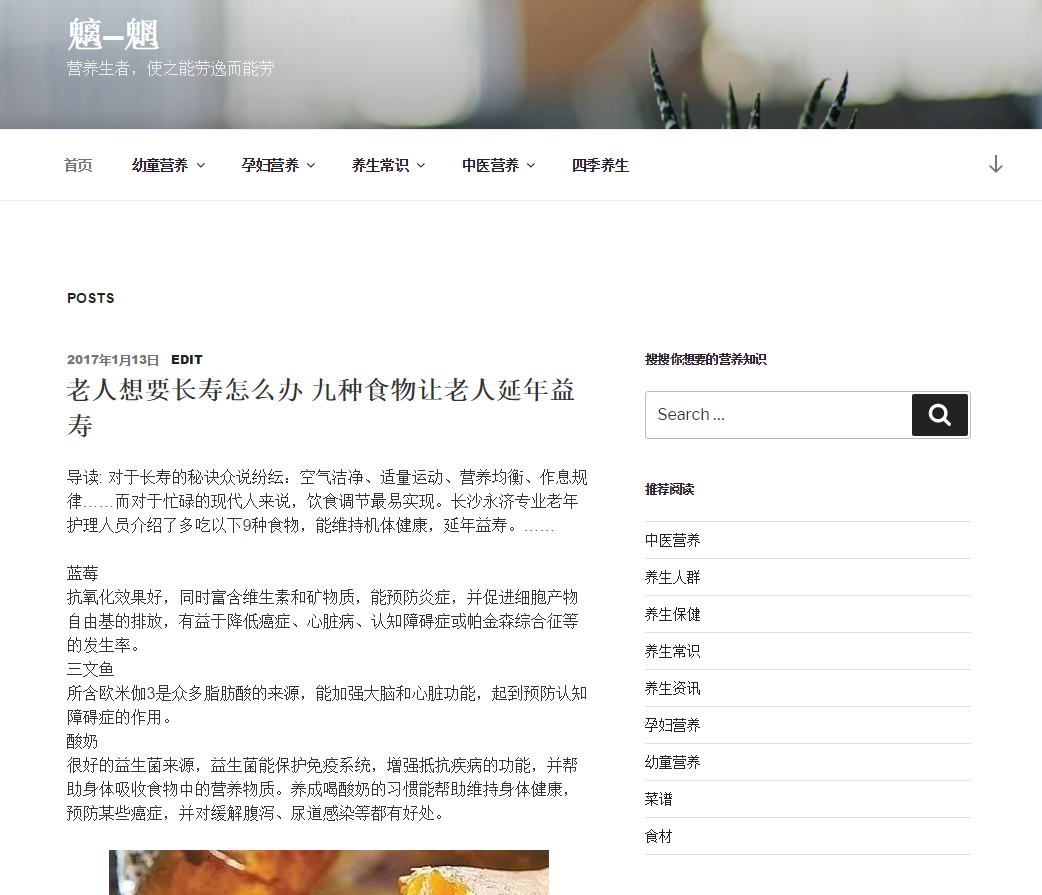 魑—魍
营养生者，使之能劳逸而能劳
首页
幼童营养
孕妇营养
养生常识
中医营养
四季养生
POSTS
2017年1月13日 EDIT
老人想要长寿怎么办 九种食物让老人延年益
寿
导读: 对于长寿的秘诀众说纷纭：空气洁净、适量运动、营养均衡、作息规
律……而对于忙碌的现代人来说，饮食调节最易实现。长沙永济专业老年
护理人员介绍了多吃以下9种食物，能维持机体健康，延年益寿。……
蓝莓
抗氧化效果好，同时富含维生素和矿物质，能预防炎症，并促进细胞产物
自由基的排放，有益于降低癌症、心脏病、认知障碍症或帕金森综合征等
的发生率。
三文鱼
所含欧米伽3是众多脂肪酸的来源，能加强大脑和心脏功能，起到预防认知
障碍症的作用。
酸奶
很好的益生菌来源，益生菌能保护免疫系统，增强抵抗疾病的功能，并帮
助身体吸收食物中的营养物质。养成喝酸奶的习惯能帮助维持身体健康，
预防某些癌症，并对缓解腹泻、尿道感染等都有好处。
搜搜你想要的营养知识
Search ...
推荐阅读
中医营养
养生人群
养生保健
养生常识
养生资讯
孕妇营养
幼童营养
菜谱
食材